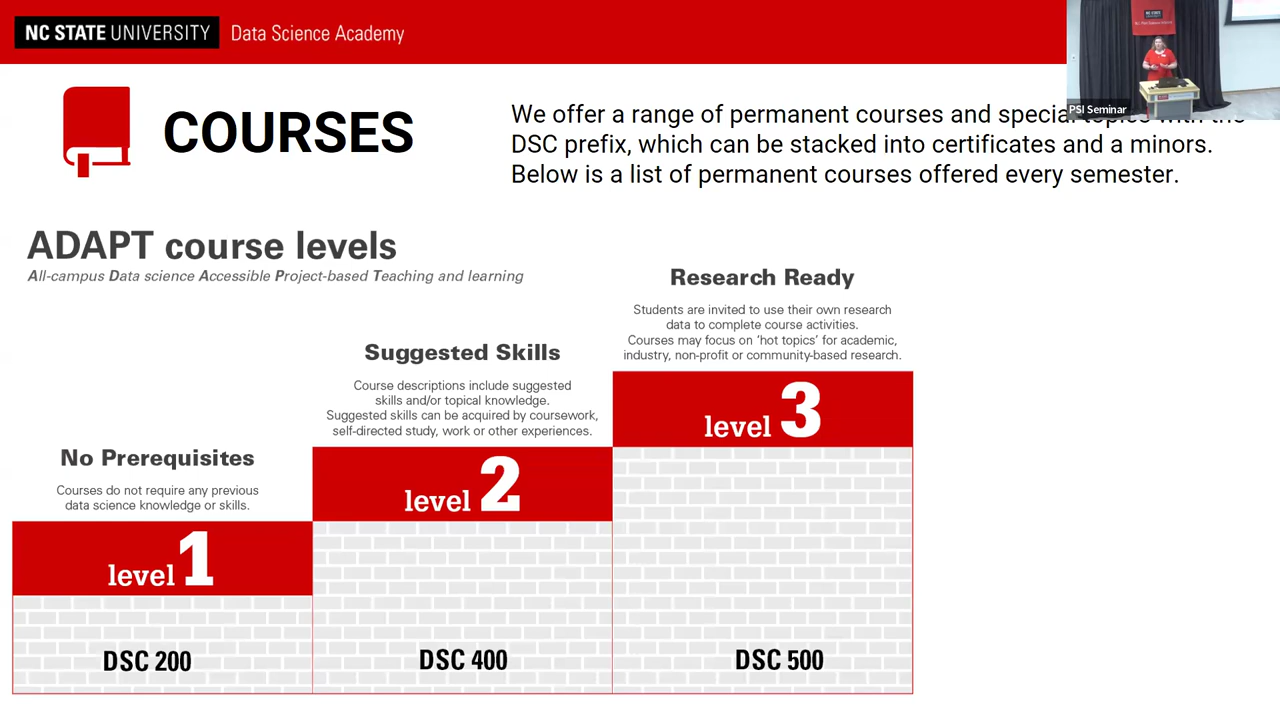 NC STATE UNIVERSITY Data Science Academy
PSI Seminar
COURSES
We offer a range of permanent courses and special topics with the
DSC prefix, which can be stacked into certificates and a minors.
Below is a list of permanent courses offered every semester.
ADAPT course levels
All-campus Data science Accessible Project-based Teaching and learning
No Prerequisites
Courses do not require any previous
data science knowledge or skills.
level 1
DSC 200
Suggested Skills
Course descriptions include suggested
skills and/or topical knowledge.
Suggested skills can be acquired by coursework,
self-directed study, work or other experiences.
level 2
DSC 400
Research Ready
Students are invited to use their own research
data to complete course activities.
Courses may focus on 'hot topics' for academic,
industry, non-profit or community-based research.
level 3
DSC 500